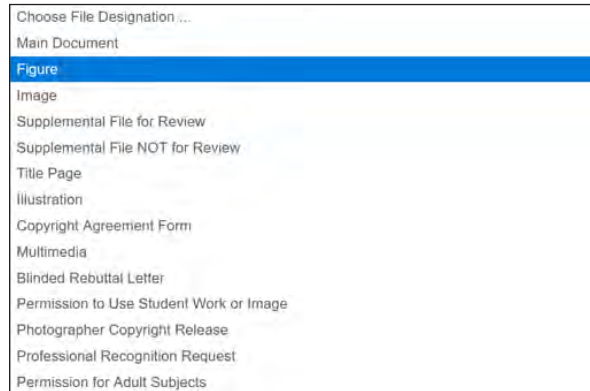 Choose File Designation ...
Main Document
Figure
Image
Supplemental File for Review
Supplemental File NOT for Review
Title Page
Illustration
Copyright Agreement Form
Multimedia
Blinded Rebuttal Letter
Permission to Use Student Work or Image
Photographer Copyright Release
Professional Recognition Request
Permission for Adult Subjects